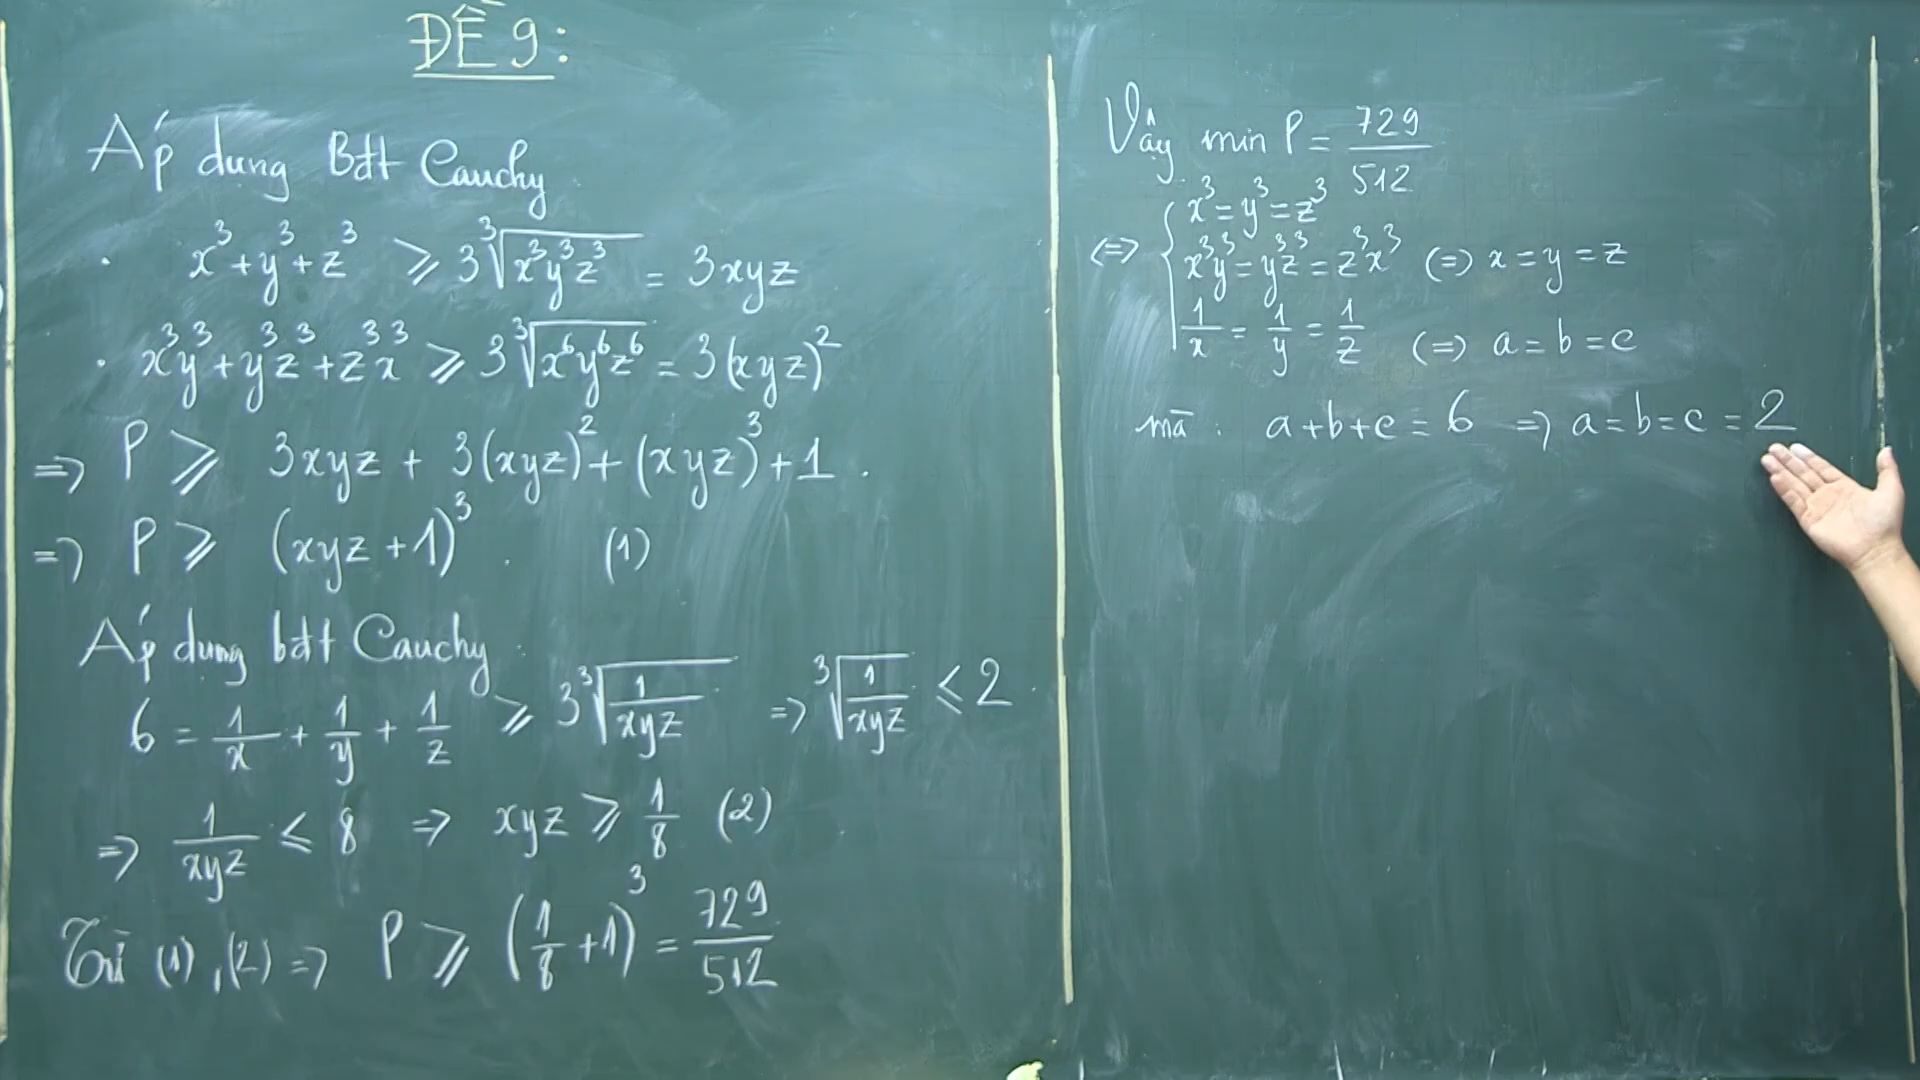 ĐỀ 9:
Áp dụng Bđt Cauchy
. x³ + y³ + z³ ⩾ 3∛(x³y³z³) = 3xyz
. x³y³ + y³z³ + z³x³ ⩾ 3∛(x⁶y⁶z⁶) = 3(xyz)²
=> P ⩾ 3xyz + 3(xyz)² + (xyz)³ + 1 .
=> P ⩾ (xyz + 1)³ . (1)
Áp dụng bđt Cauchy :
6 = 1/x + 1/y + 1/z ⩾ 3∛(1/xyz) => ∛(1/xyz) ⩽ 2
=> 1/xyz ⩽ 8 => xyz ⩾ 1/8 (2)
Từ (1), (2) => P ⩾ (1/8 + 1)³ = 729/512
Vậy min P = 729/512
<=> { x³ = y³ = z³
x³y³ = y³z³ = z³x³ (=) x = y = z
1/x = 1/y = 1/z (=) a = b = c
mà : a + b + c = 6 => a = b = c = 2